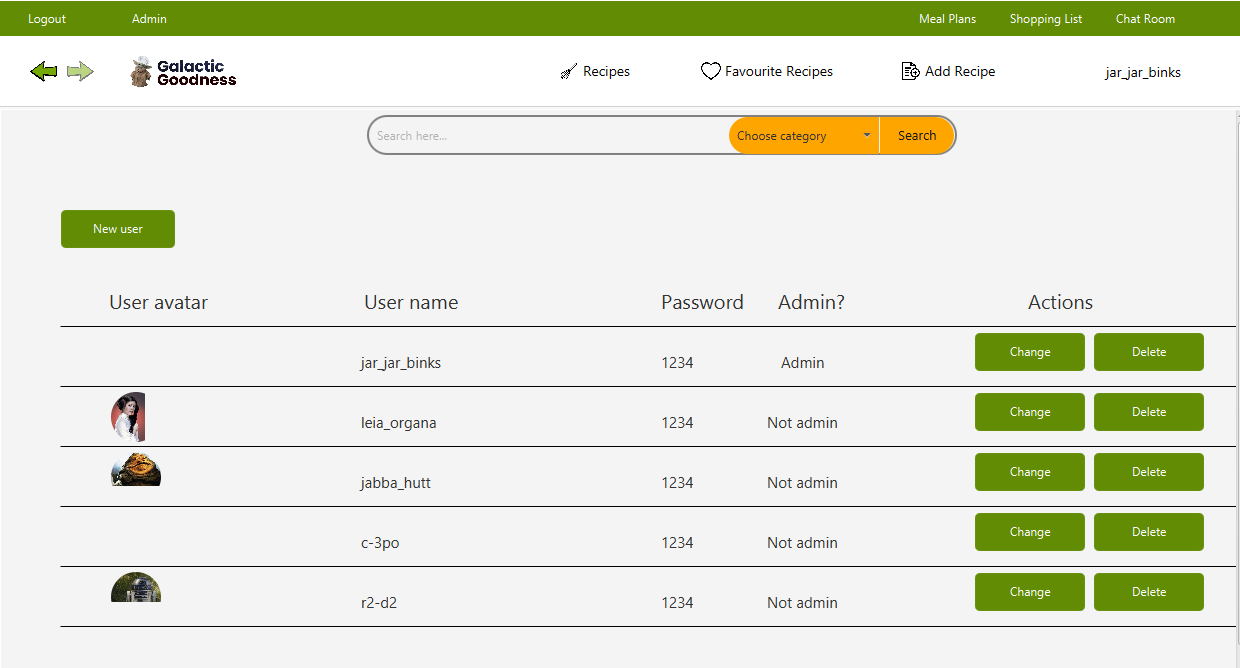 Logout Admin Meal Plans Shopping List Chat Room
Galactic
Goodness
Recipes Favourite Recipes Add Recipe jar_jar_binks
Search here... Choose category Search
New user
User avatar User name Password Admin? Actions
jar_jar_binks 1234 Admin Change Delete
leia_organa 1234 Not admin Change Delete
jabba_hutt 1234 Not admin Change Delete
c-3po 1234 Not admin Change Delete
r2-d2 1234 Not admin Change Delete